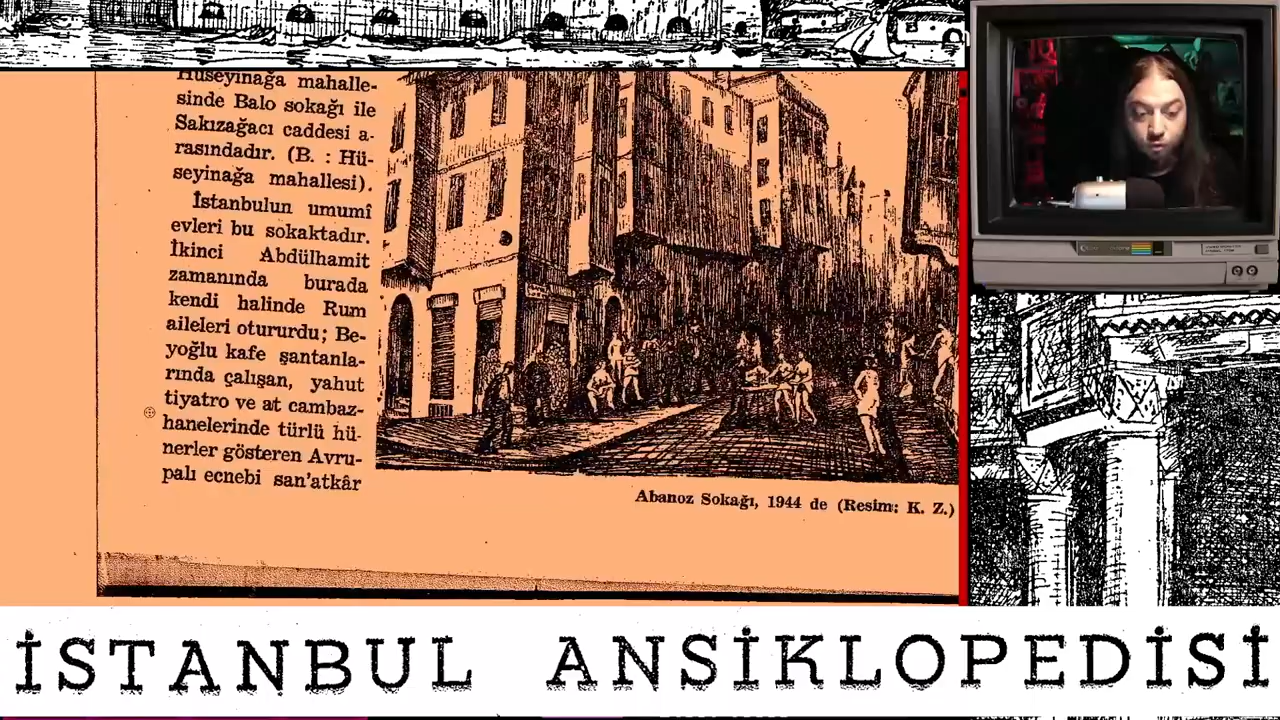 Hüseyinağa mahalle-
sinde Balo sokağı ile
Sakızağacı caddesi a-
rasındadır. (B. : Hü-
seyinağa mahallesi).
İstanbulun umumî
evleri bu sokaktadır.
İkinci Abdülhamit
zamanında burada
kendi halinde Rum
aileleri otururdu; Be-
yoğlu kafe şantanla-
rında çalışan, yahut
tiyatro ve at cambaz-
hanelerinde türlü hü-
nerler gösteren Avru-
palı ecnebi san'atkâr
Abanoz Sokağı, 1944 de (Resim: K. Z.)
İSTANBUL ANSİKLOPEDİSİ